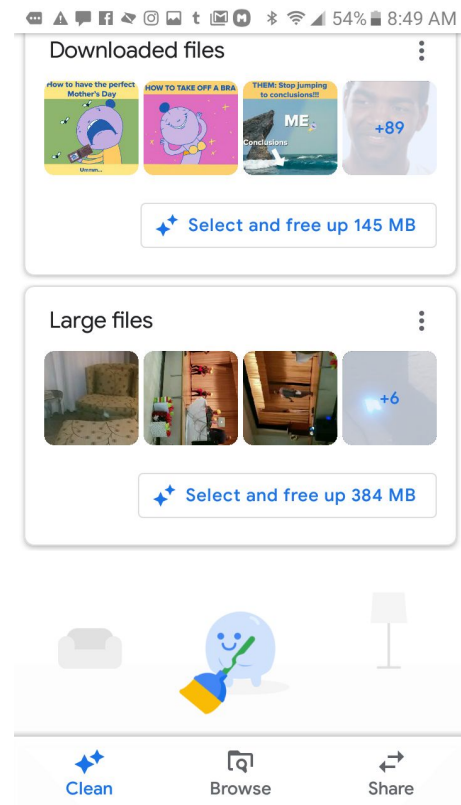 54% 8:49 AM
Downloaded files
How to have the perfect
Mother's Day
Ummm...
HOW TO TAKE OFF A BRA
THEM: Stop jumping
to conclusions!!!
ME
Conclusions
+89
Select and free up 145 MB
Large files
+6
Select and free up 384 MB
Clean
Browse
Share